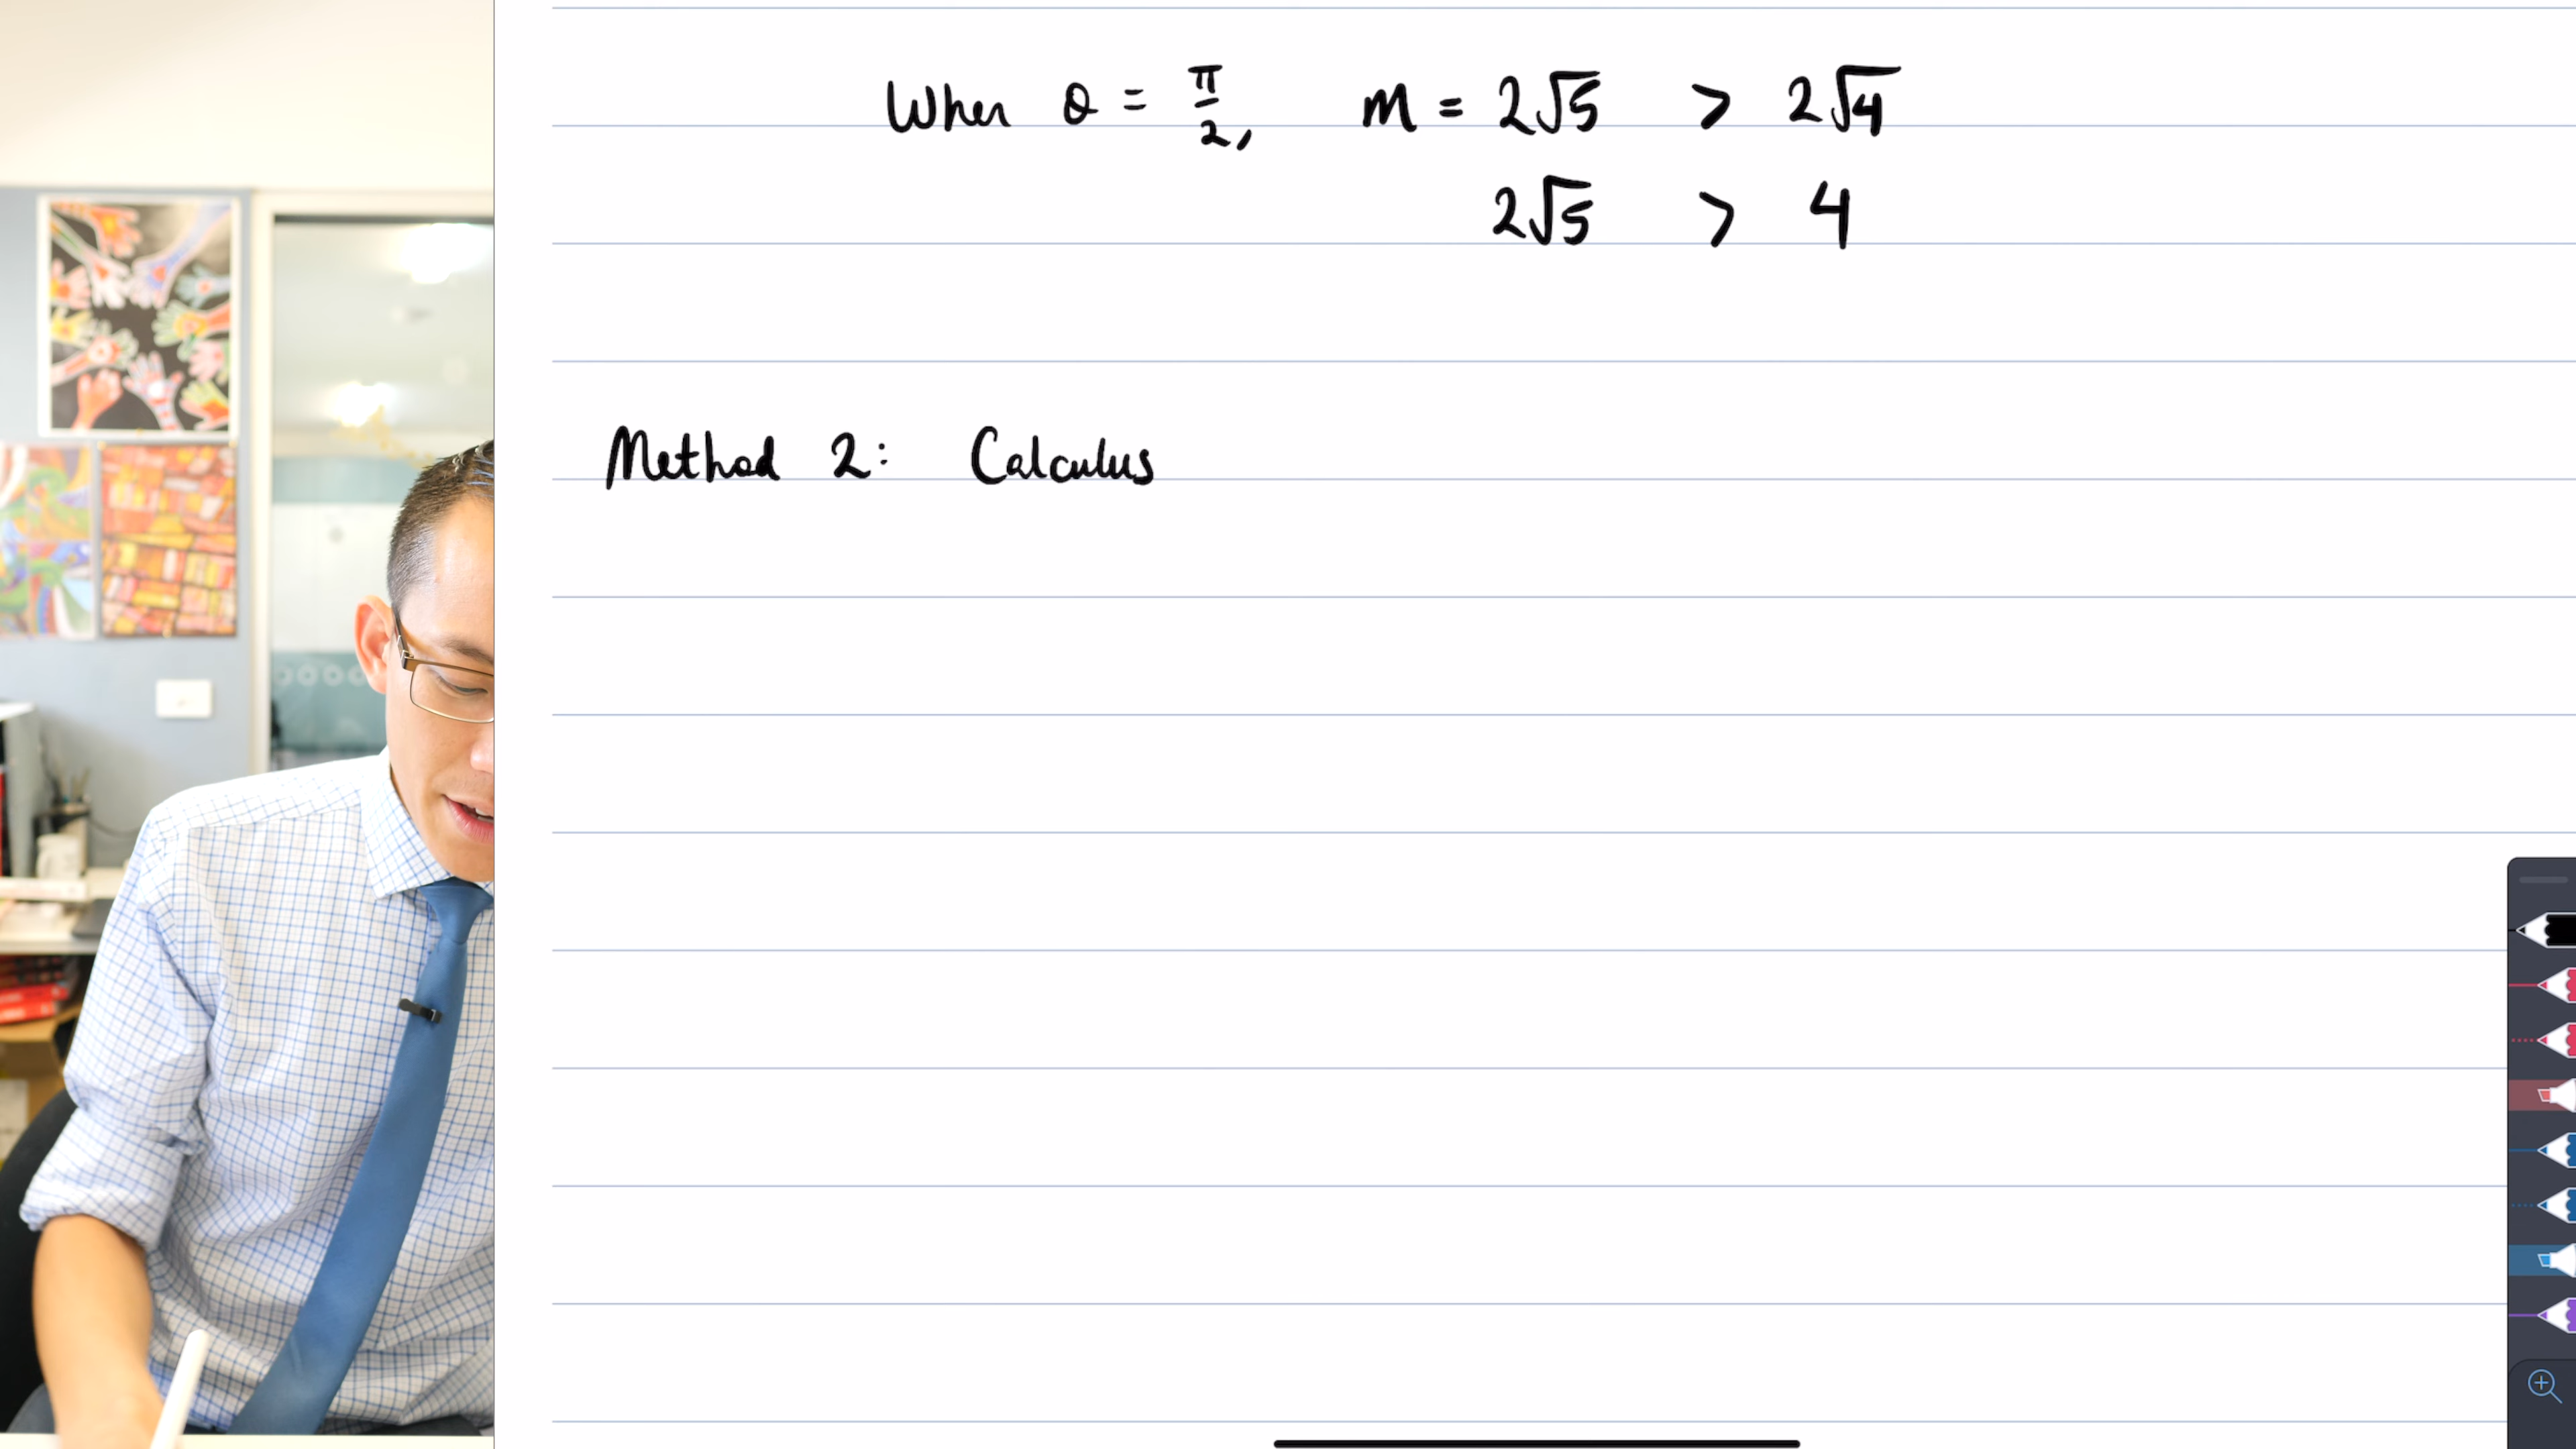 When θ = π/2, m = 2√5 > 2√4
2√5 > 4
Method 2: Calculus